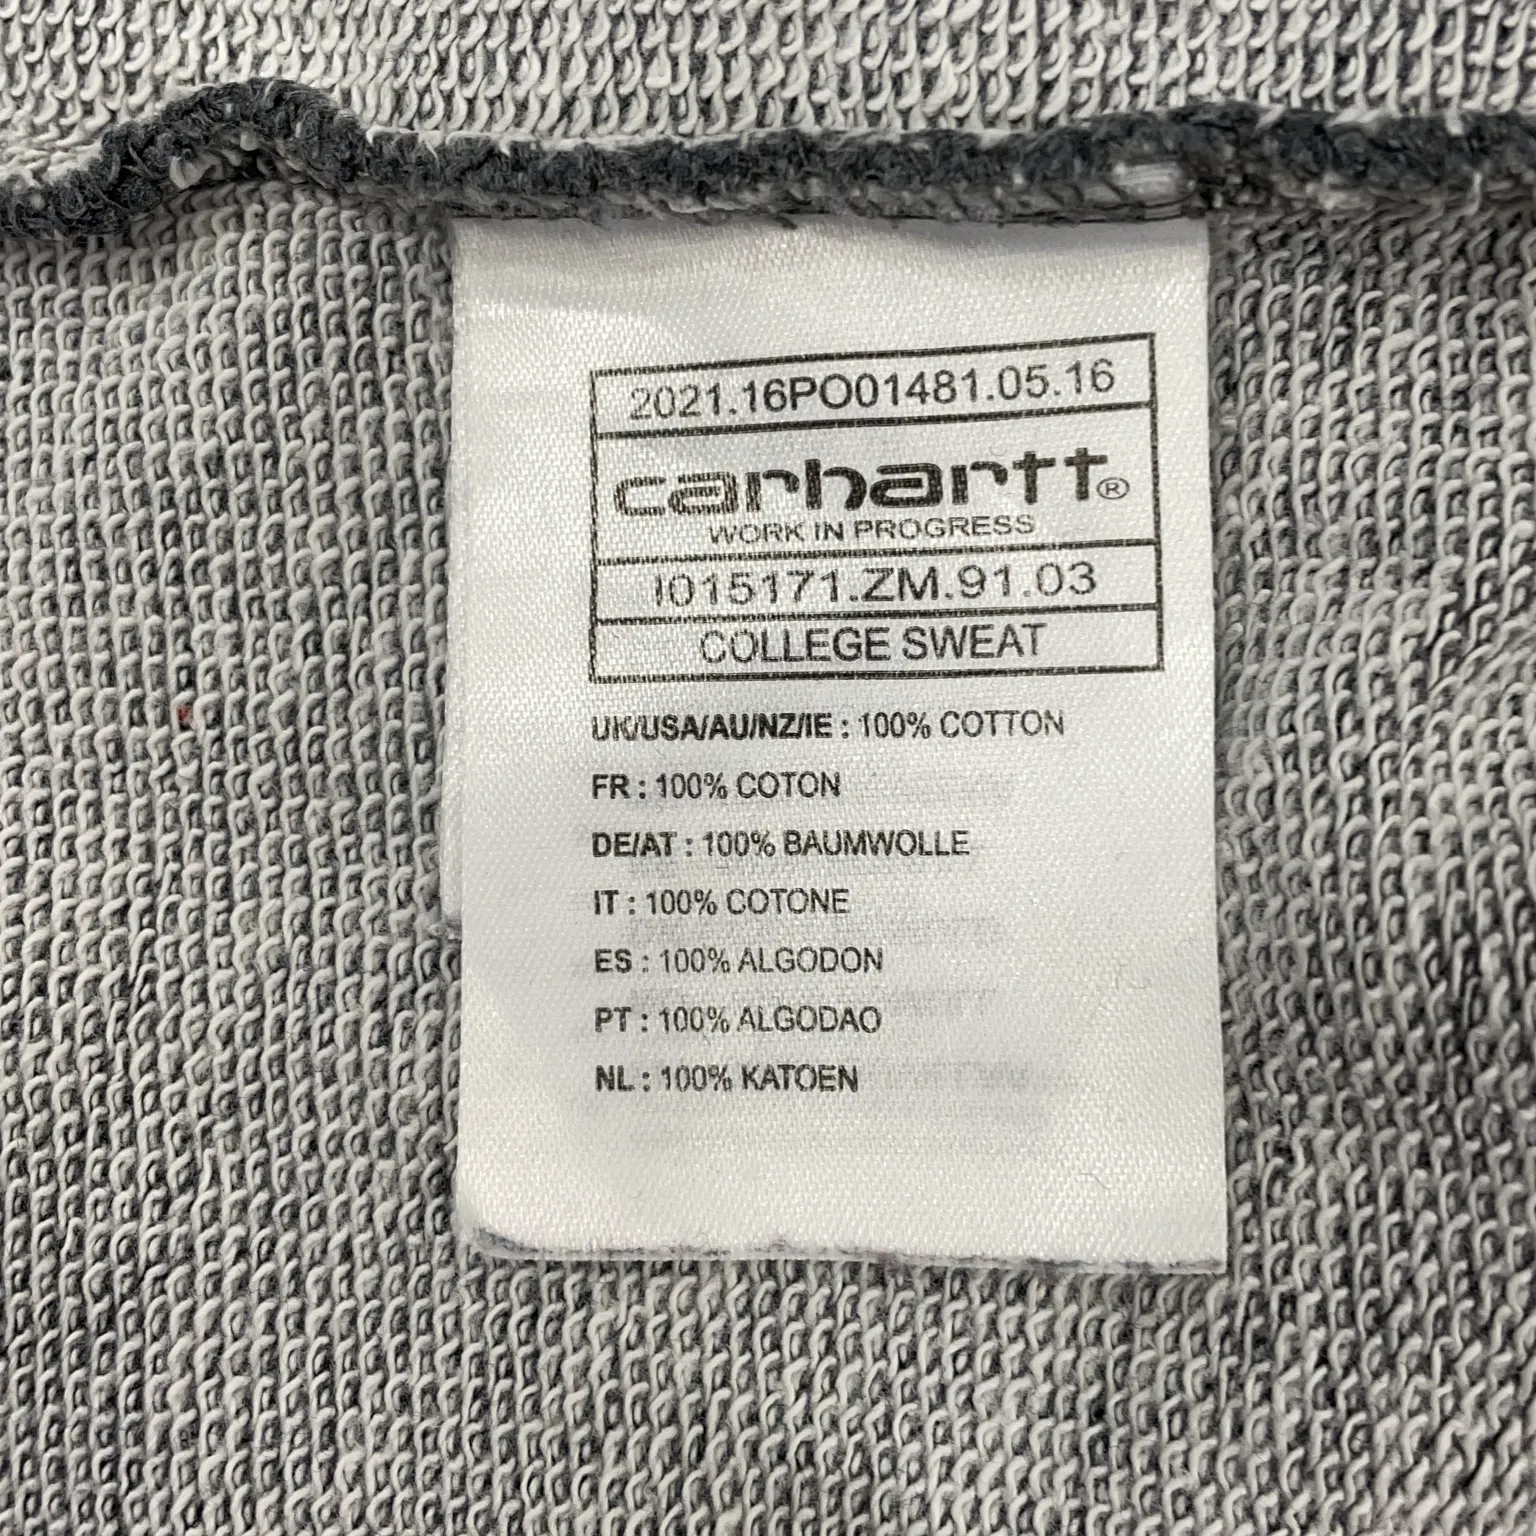 2021.16PO01481.05.16
carhartt®
WORK IN PROGRESS
I015171.ZM.91.03
COLLEGE SWEAT
UK/USA/AU/NZ/IE : 100% COTTON
FR : 100% COTON
DE/AT : 100% BAUMWOLLE
IT : 100% COTONE
ES : 100% ALGODON
PT : 100% ALGODAO
NL : 100% KATOEN